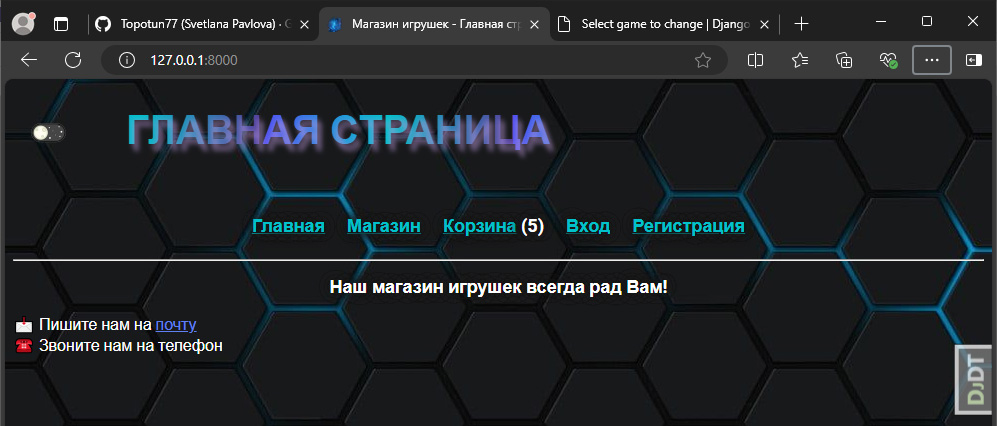 Topotun77 (Svetlana Pavlova) · G
Магазин игрушек - Главная стр
Select game to change | Django
127.0.0.1:8000
ГЛАВНАЯ СТРАНИЦА
Главная Магазин Корзина (5) Вход Регистрация
Наш магазин игрушек всегда рад Вам!
Пишите нам на почту
Звоните нам на телефон
DJDT